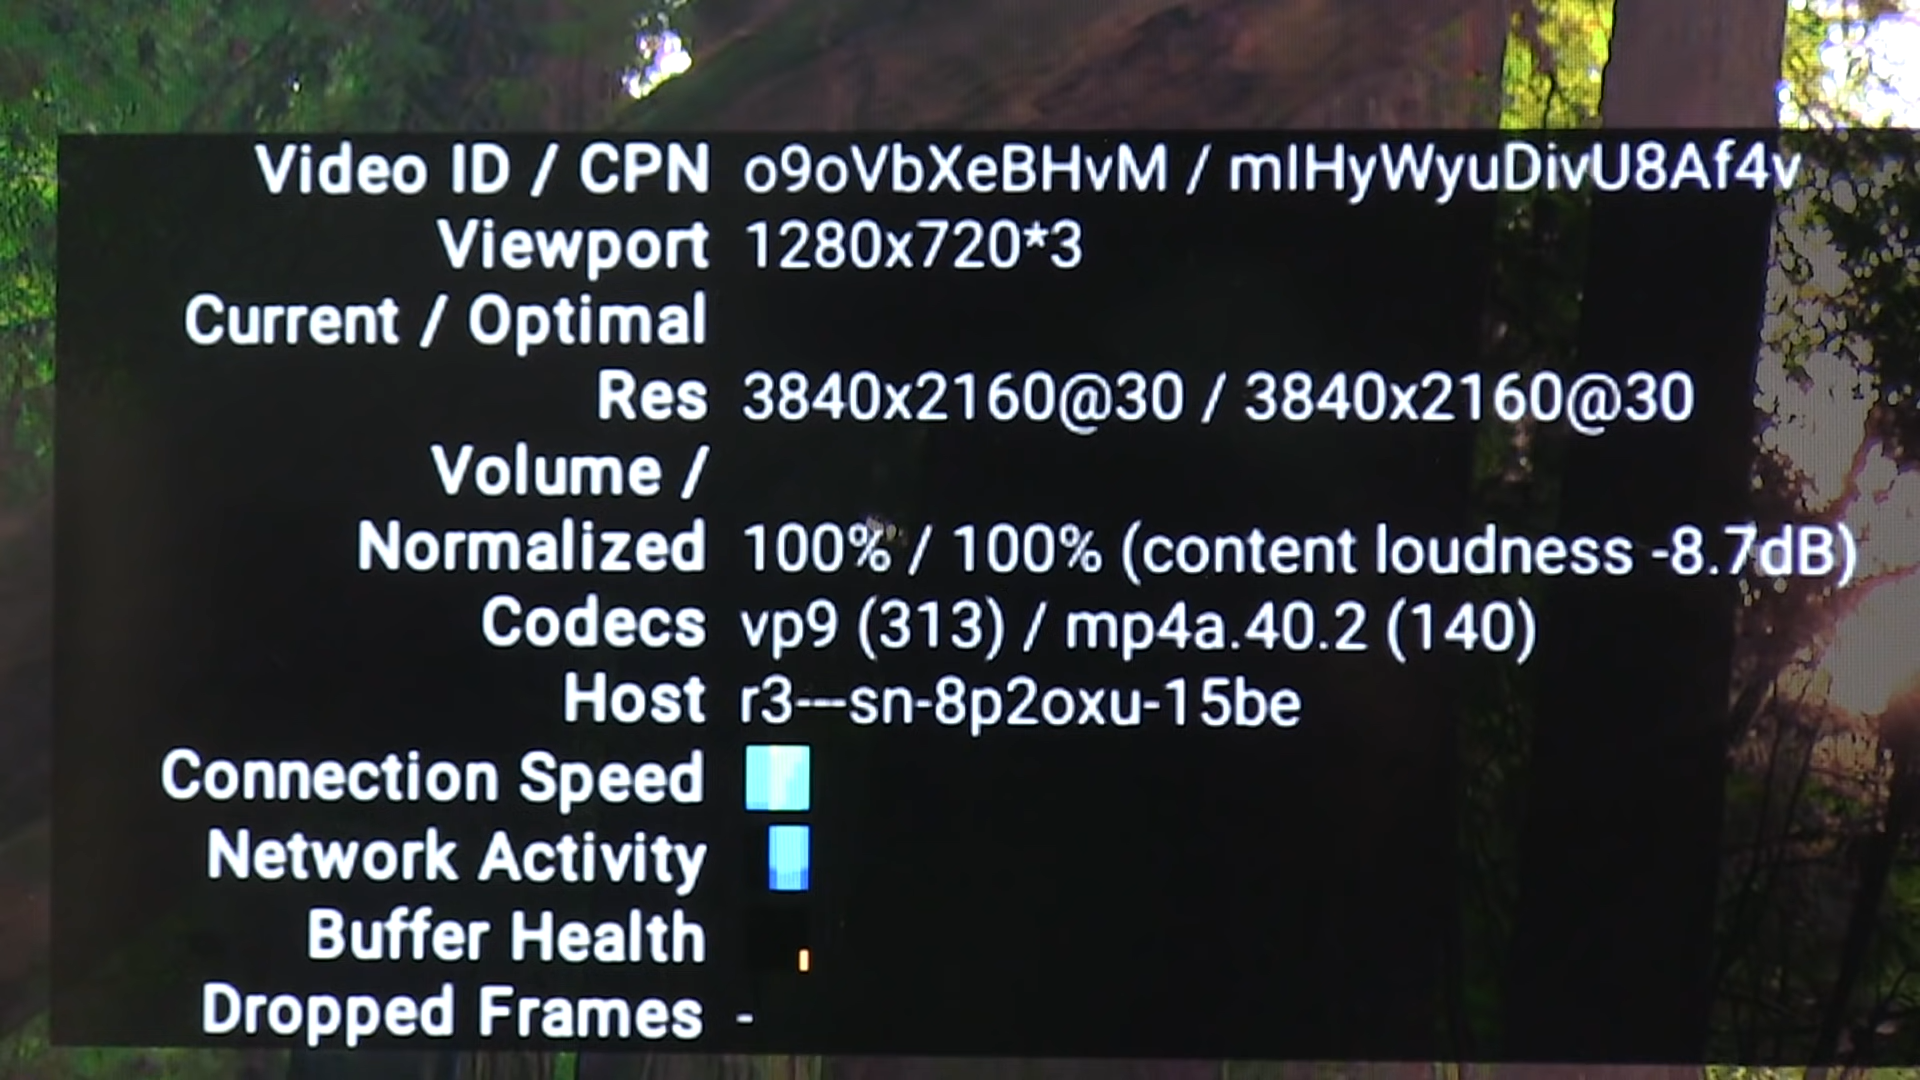 Video ID / CPN o9oVbXeBHvM / mlHyWyuDivU8Af4v
Viewport 1280x720*3
Current / Optimal
Res 3840x2160@30 / 3840x2160@30
Volume /
Normalized 100% / 100% (content loudness -8.7dB)
Codecs vp9 (313) / mp4a.40.2 (140)
Host r3---sn-8p2oxu-15be
Connection Speed
Network Activity
Buffer Health
Dropped Frames -